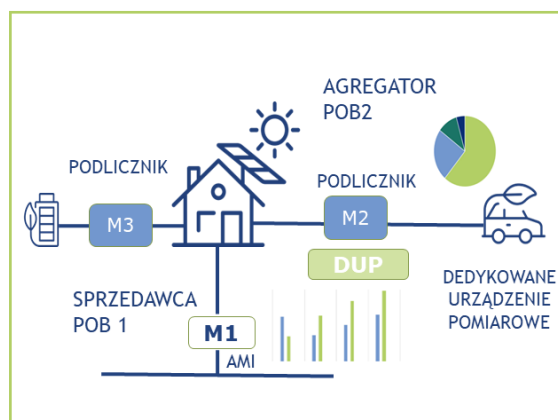 AGREGATOR
POB2
PODLICZNIK
PODLICZNIK
M3
M2
DUP
DEDYKOWANE
URZĄDZENIE
POMIAROWE
SPRZEDAWCA
POB 1
M1
AMI